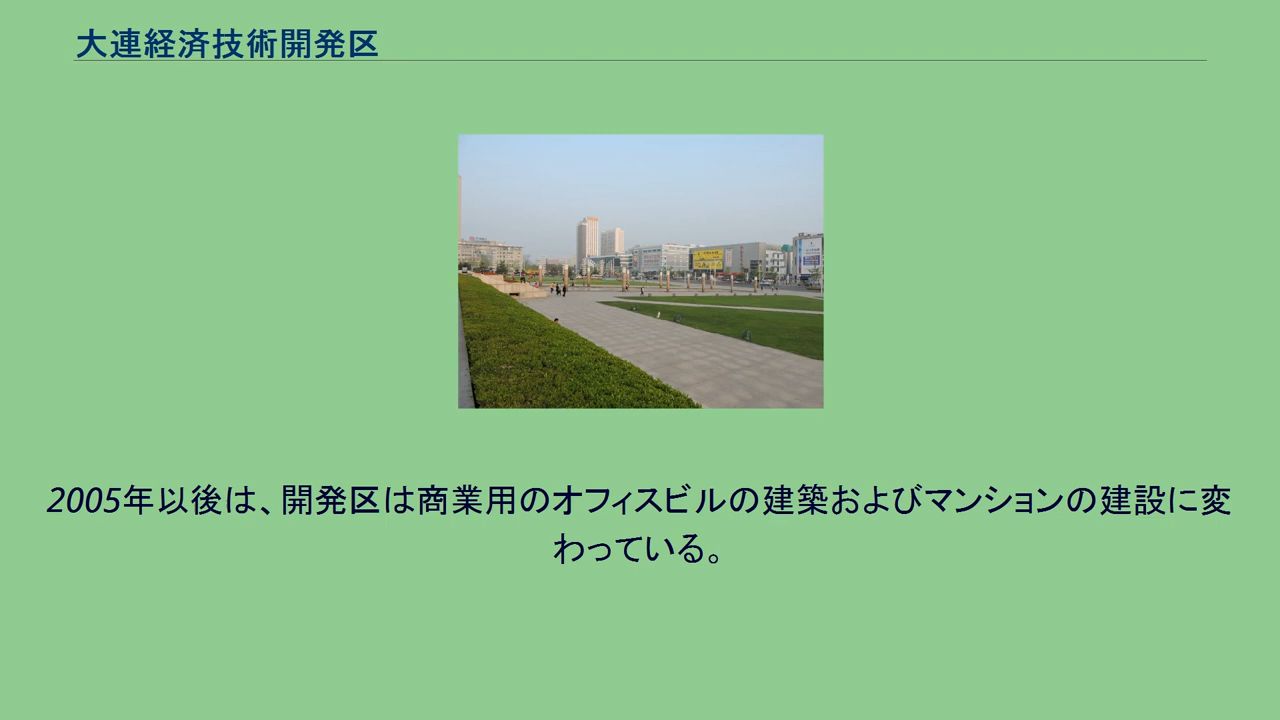 大連経済技術開発区
2005年以後は、開発区は商業用のオフィスビルの建築およびマンションの建設に変
わっている。